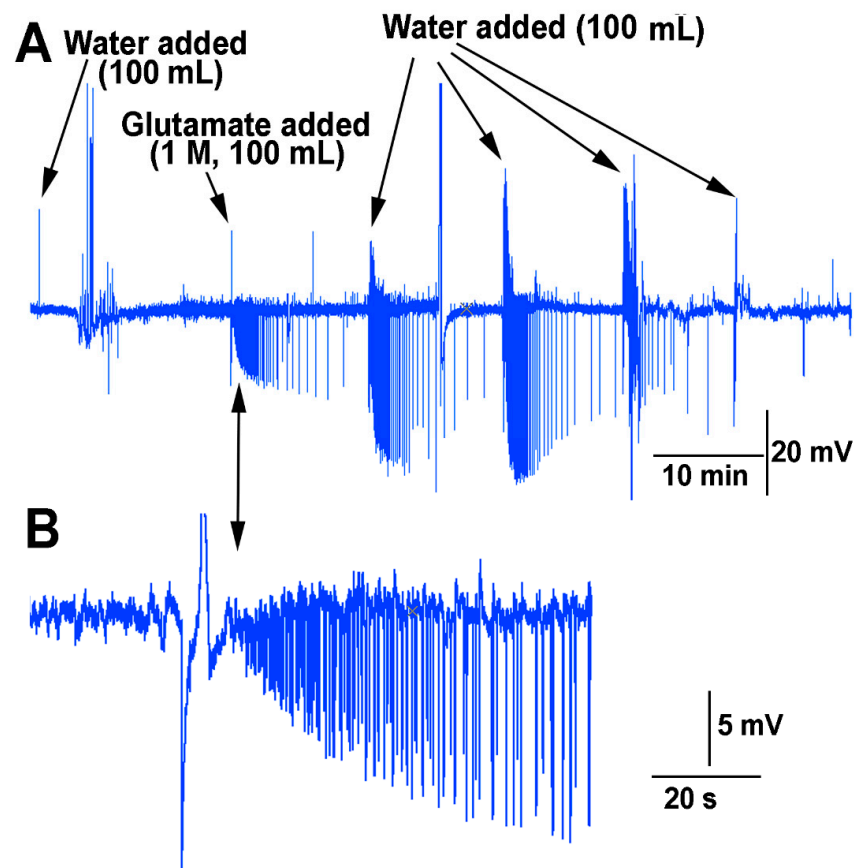 A
Water added
(100 mL)
Water added (100 mL)
Glutamate added
(1 M, 100 mL)
20 mV
10 min
B
5 mV
20 s